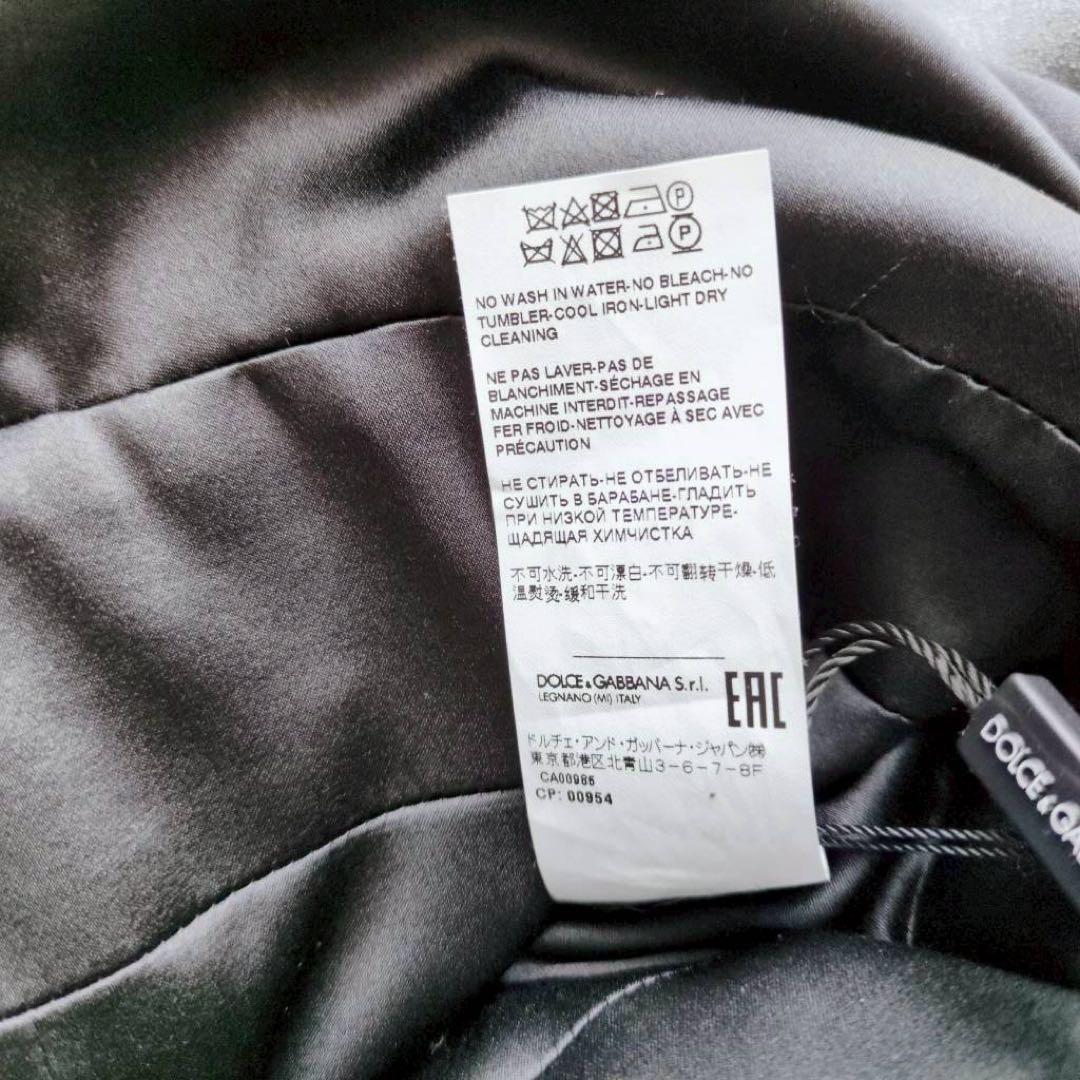 P
P
NO WASH IN WATER-NO BLEACH-NO
TUMBLER-COOL IRON-LIGHT DRY
CLEANING
NE PAS LAVER-PAS DE
BLANCHIMENT-SÉCHAGE EN
MACHINE INTERDIT-REPASSAGE
FER FROID-NETTOYAGE À SEC AVEC
PRÉCAUTION
НЕ СТИРАТЬ-НЕ ОТБЕЛИВАТЬ-НЕ
СУШИТЬ В БАРАБАНЕ-ГЛАДИТЬ
ПРИ НИЗКОЙ ТЕМПЕРАТУРЕ-
ЩАДЯЩАЯ ХИМЧИСТКА
不可水洗-不可漂白-不可翻转干燥-低
温熨烫-缓和干洗
DOLCE & GABBANA S.r.l.
LEGNANO (MI) ITALY
EAC
ドルチェ・アンド・ガッバーナ・ジャパン㈱
東京都港区北青山3-6-7-8F
CA00986
CP: 00954
DOLCE & GA